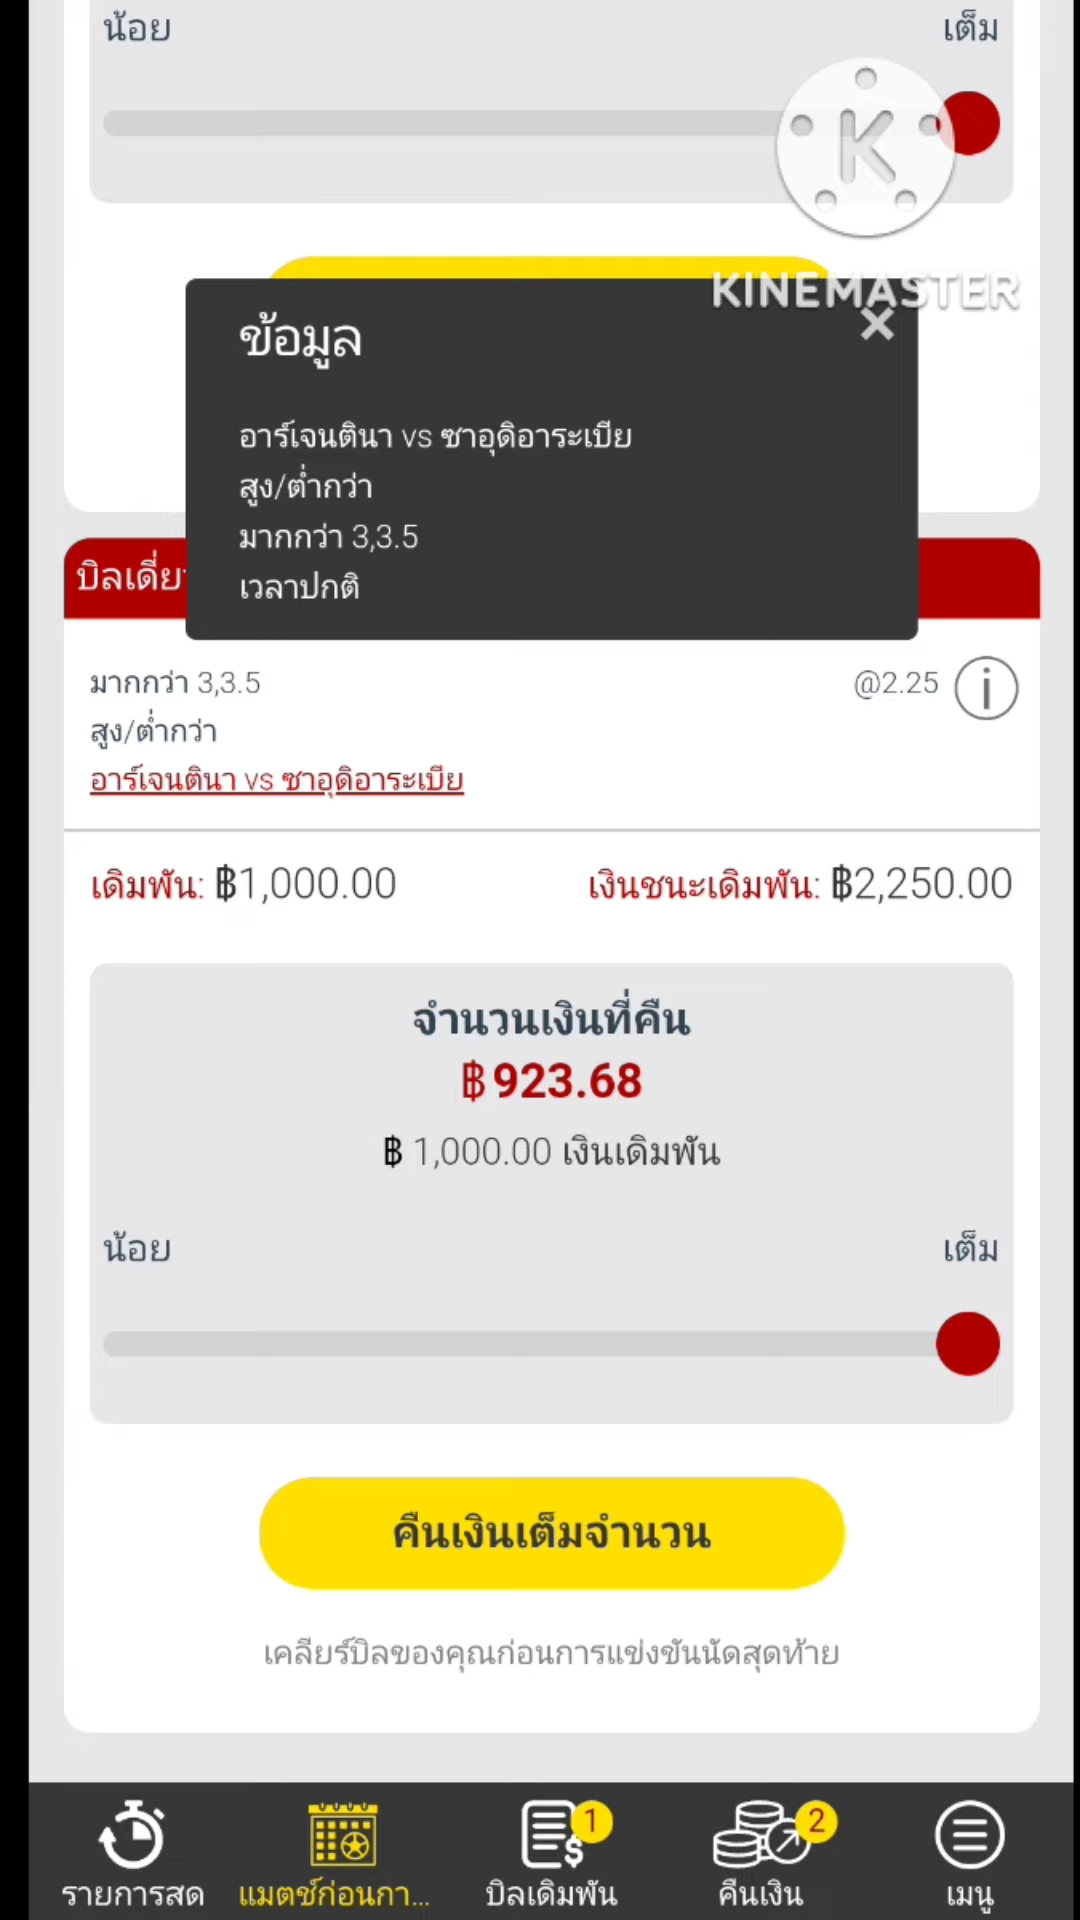 น้อย
เต็ม
KINEMASTER
ข้อมูล
อาร์เจนตินา vs ซาอุดิอาระเบีย
สูง/ต่ำกว่า
มากกว่า 3,3.5
เวลาปกติ
มากกว่า 3,3.5
@2.25
สูง/ต่ำกว่า
อาร์เจนตินา vs ซาอุดิอาระเบีย
เดิมพัน: ฿1,000.00
เงินชนะเดิมพัน: ฿2,250.00
จำนวนเงินที่คืน
฿923.68
฿ 1,000.00 เงินเดิมพัน
น้อย
เต็ม
คืนเงินเต็มจำนวน
เคลียร์บิลของคุณก่อนการแข่งขันนัดสุดท้าย
1
2
รายการสด
แมตช์ก่อนกา...
บิลเดิมพัน
คืนเงิน
เมนู